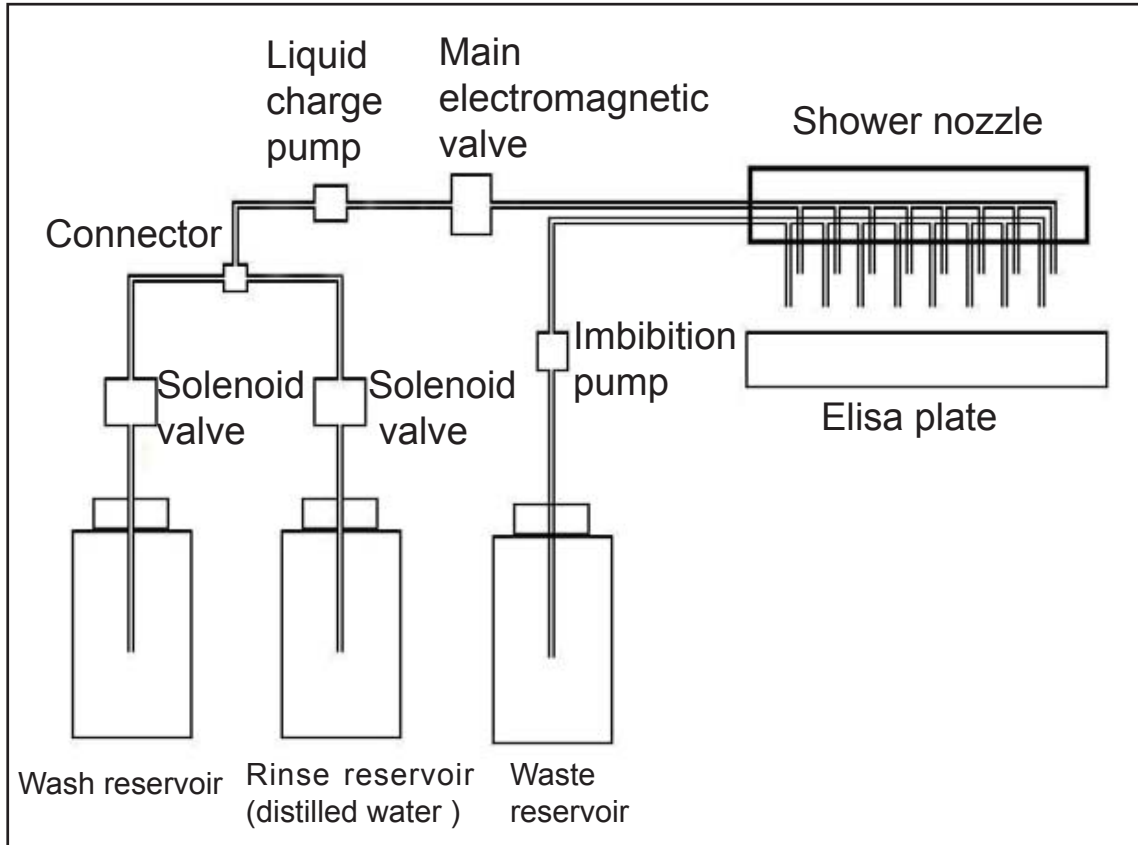 Liquid
charge
pump
Main
electromagnetic
valve
Shower nozzle
Connector
Solenoid
valve
Solenoid
valve
Imbibition
pump
Elisa plate
Wash reservoir
Rinse reservoir
(distilled water )
Waste
reservoir